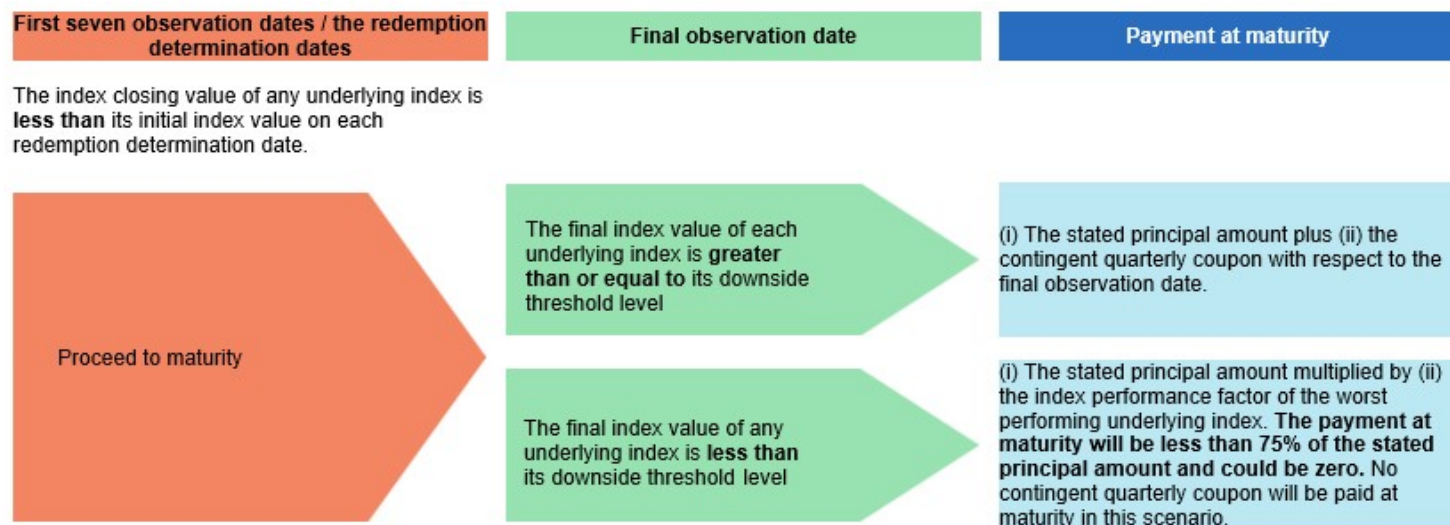 First seven observation dates / the redemption
determination dates
Final observation date
Payment at maturity
The index closing value of any underlying index is
less than its initial index value on each
redemption determination date.
Proceed to maturity
The final index value of each
underlying index is greater
than or equal to its downside
threshold level
(i) The stated principal amount plus (ii) the
contingent quarterly coupon with respect to the
final observation date.
The final index value of any
underlying index is less than
its downside threshold level
(i) The stated principal amount multiplied by (ii)
the index performance factor of the worst
performing underlying index. The payment at
maturity will be less than 75% of the stated
principal amount and could be zero. No
contingent quarterly coupon will be paid at
maturity in this scenario.